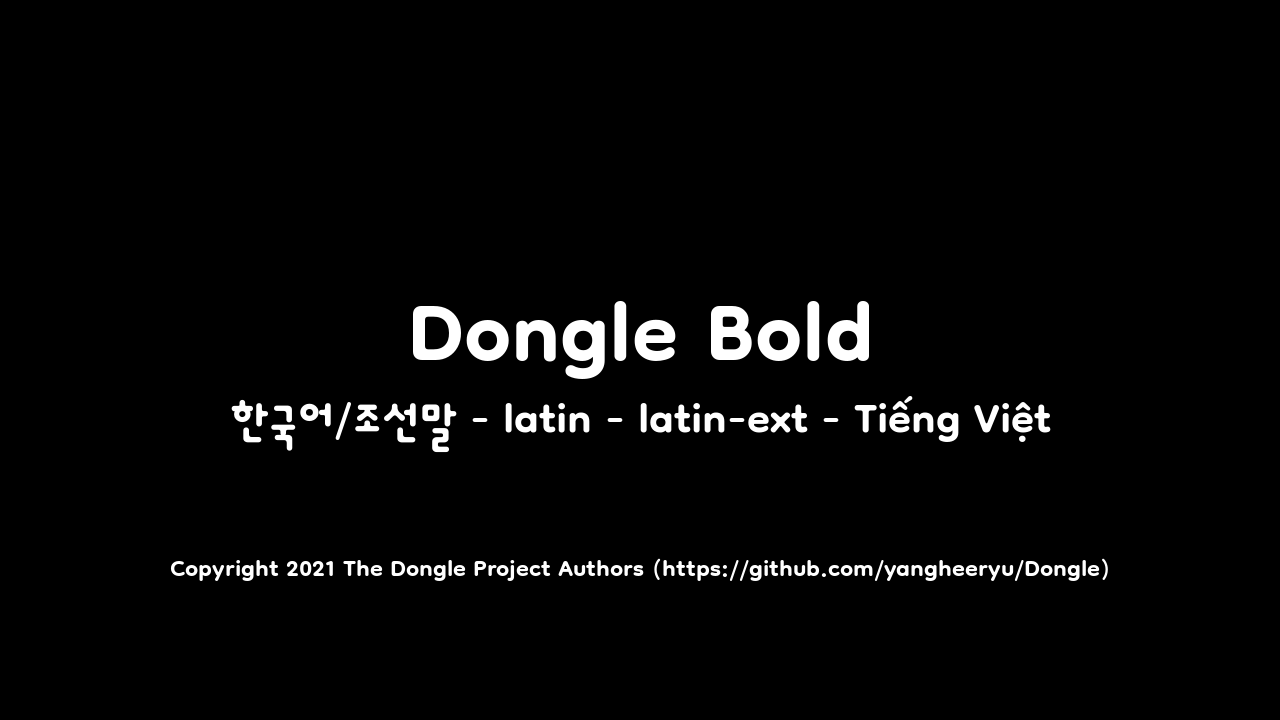 Dongle Bold
한국어/조선말 - latin - latin-ext - Tiếng Việt
Copyright 2021 The Dongle Project Authors (https://github.com/yangheeryu/Dongle)